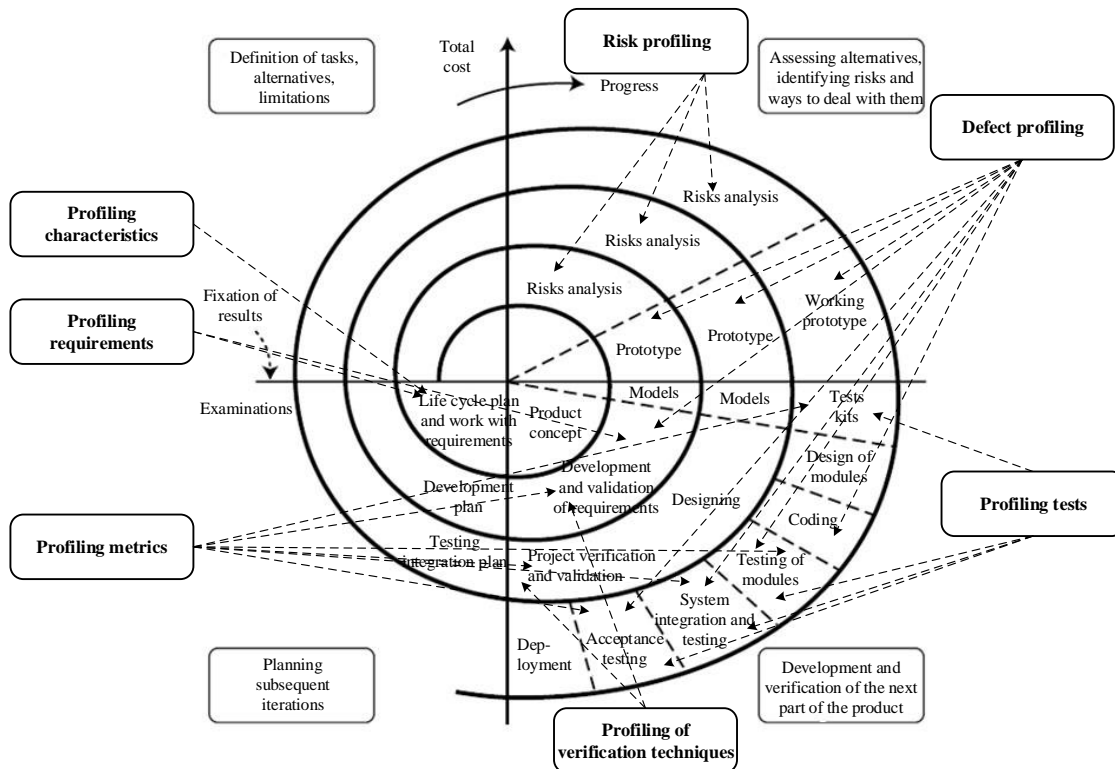 Definition of tasks,
alternatives,
limitations
Total
cost
Progress
Risk profiling
Assessing alternatives,
identifying risks and
ways to deal with them
Defect profiling
Profiling
characteristics
Fixation of
results
Profiling
requirements
Examinations
Risks analysis
Risks analysis
Risks analysis
Working
prototype
Prototype
Prototype
Models
Models
Tests
kits
Life cycle plan
and work with
requirements
Product
concept
Design of
modules
Development
plan
Development
and validation
of requirements
Designing
Coding
Profiling tests
Profiling metrics
Testing
integration plan
Project verification
and validation
Testing
of modules
System
integration and
testing
Acceptance
testing
Dep-
loyment
Planning
subsequent
iterations
Development and
verification of the next
part of the product
Profiling of
verification techniques